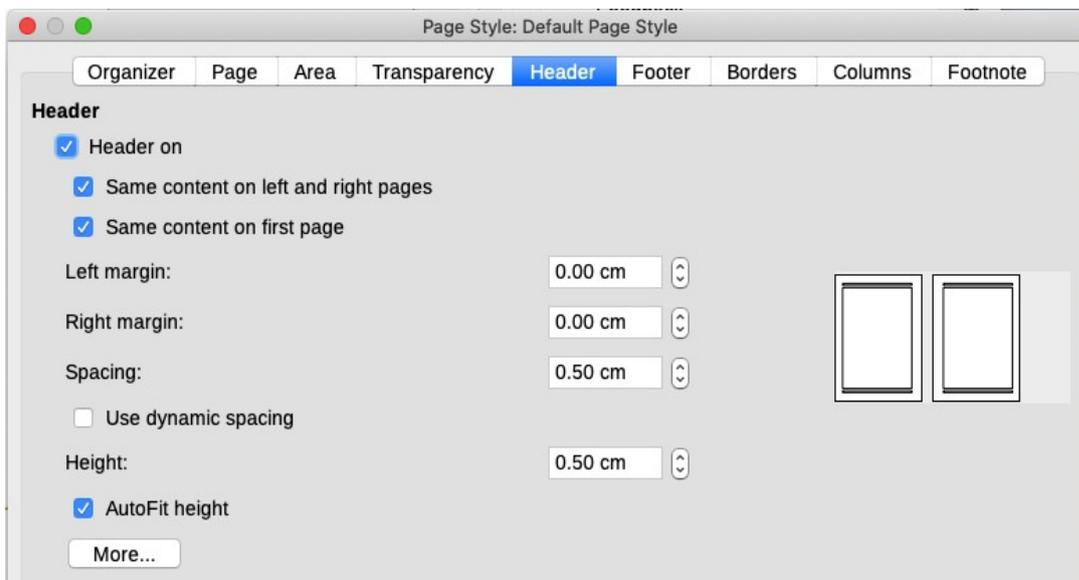 Page Style: Default Page Style
Organizer Page Area Transparency Header Footer Borders Columns Footnote
Header
Header on
Same content on left and right pages
Same content on first page
Left margin: 0.00 cm
Right margin: 0.00 cm
Spacing: 0.50 cm
Use dynamic spacing
Height: 0.50 cm
AutoFit height
More...